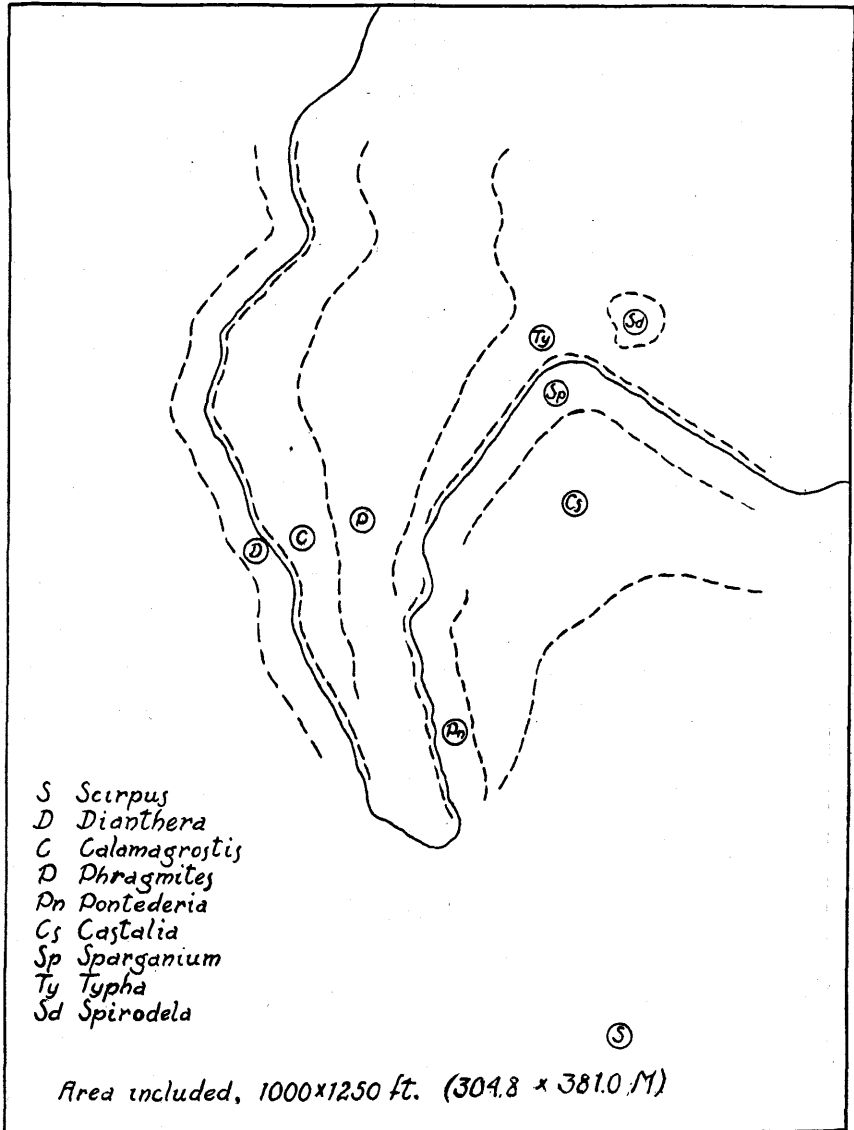 Sd
Ty
Sp
Cs
P
C
D
Pn
S Scirpus
D Dianthera
C Calamagrostis
P Phragmites
Pn Pontederia
Cs Castalia
Sp Sparganium
Ty Typha
Sd Spirodela
S
Area included, 1000×1250 ft. (304.8 × 381.0 M)